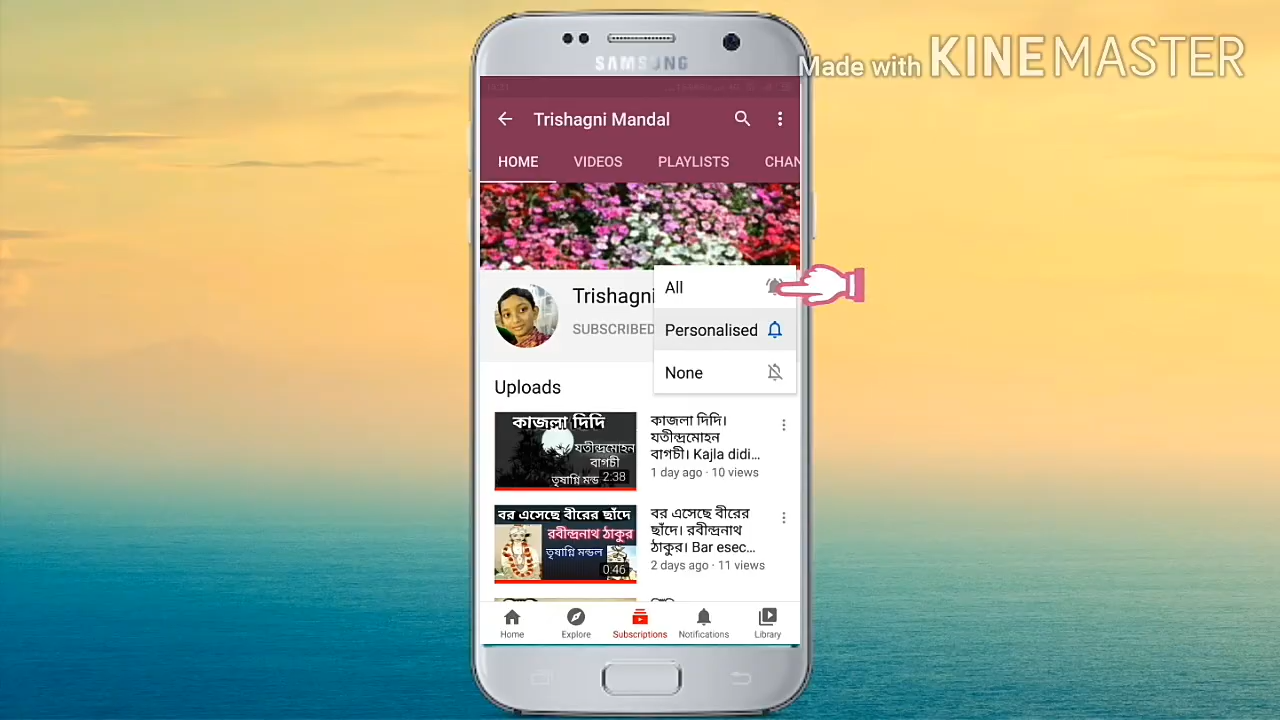 SAMSUNG
Made with KINEMASTER
Trishagni Mandal
HOME VIDEOS PLAYLISTS CHAN
Trishagni
SUBSCRIBED
All
Personalised
None
Uploads
কাজলা দিদি
যতীন্দ্রমোহন
বাগচী
তৃষাগ্নি মন্ড
2:38
কাজলা দিদি।
যতীন্দ্রমোহন
বাগচী। Kajla didi...
1 day ago · 10 views
বর এসেছে বীরের ছাঁদে
রবীন্দ্রনাথ ঠাকুর
তৃষাগ্নি মন্ডল
0:46
বর এসেছে বীরের
ছাঁদে। রবীন্দ্রনাথ
ঠাকুর। Bar esec...
2 days ago · 11 views
Home Explore Subscriptions Notifications Library